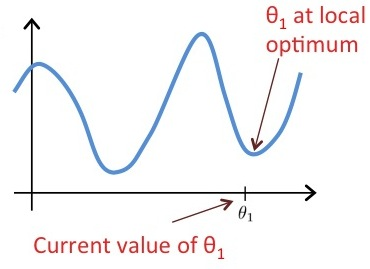 θ₁ at local
optimum
θ₁
Current value of θ₁